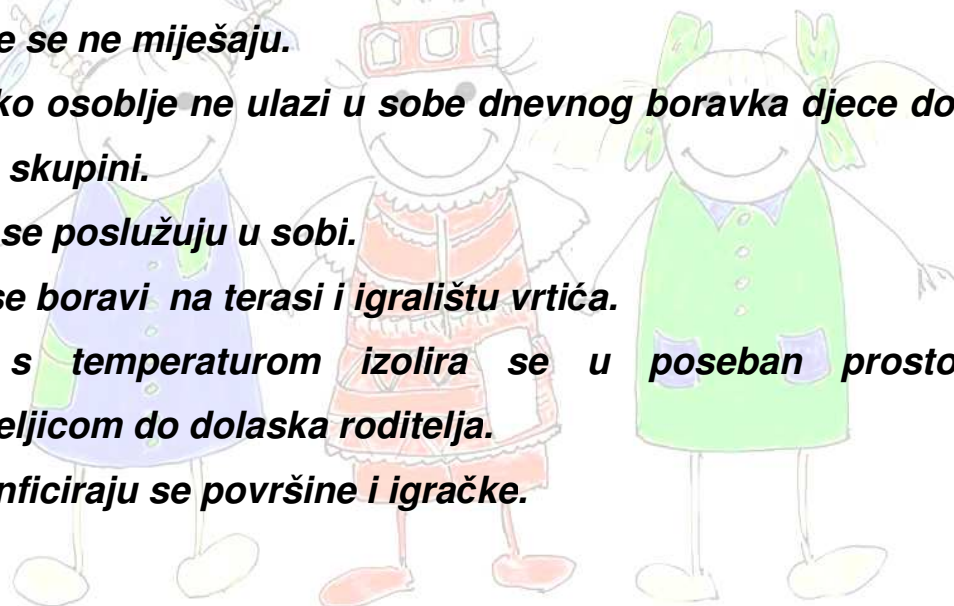 e se ne miješaju.
ko osoblje ne ulazi u sobe dnevnog boravka djece do
skupini.
se poslužuju u sobi.
se boravi na terasi i igralištu vrtića.
s temperaturom izolira se u poseban prosto
eljicom do dolaska roditelja.
nficiraju se površine i igračke.